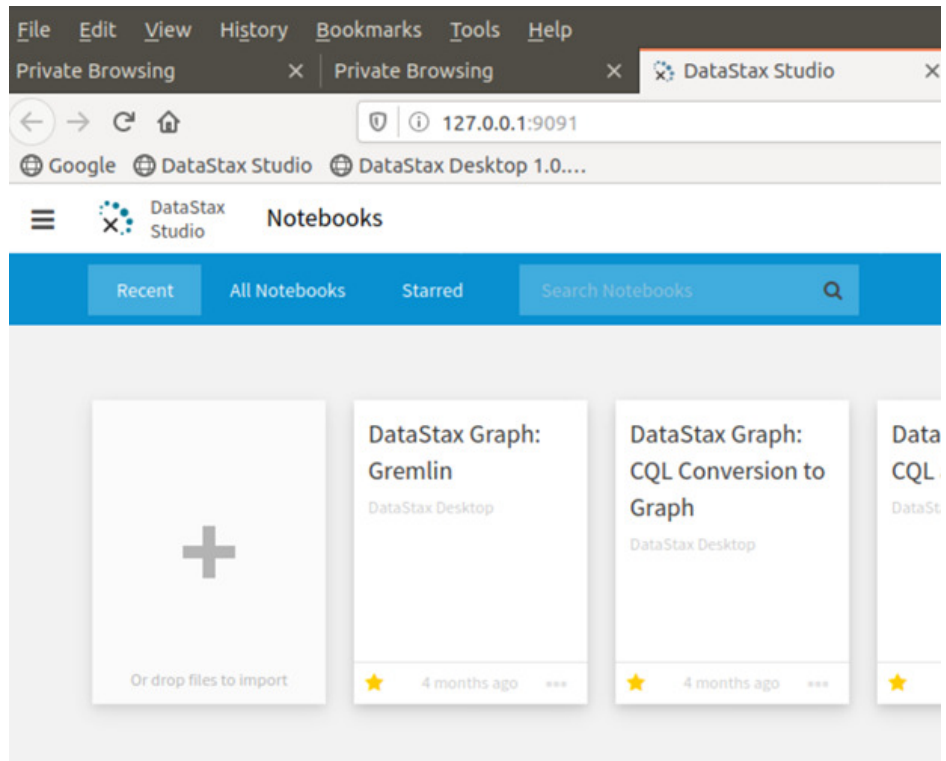 File Edit View History Bookmarks Tools Help
Private Browsing × Private Browsing × DataStax Studio ×
127.0.0.1:9091
Google DataStax Studio DataStax Desktop 1.0....
DataStax
Studio
Notebooks
Recent All Notebooks Starred Search Notebooks
DataStax Graph:
Gremlin
DataStax Desktop
DataStax Graph:
CQL Conversion to
Graph
DataStax Desktop
Data
CQL
DataSt
Or drop files to import
4 months ago
4 months ago